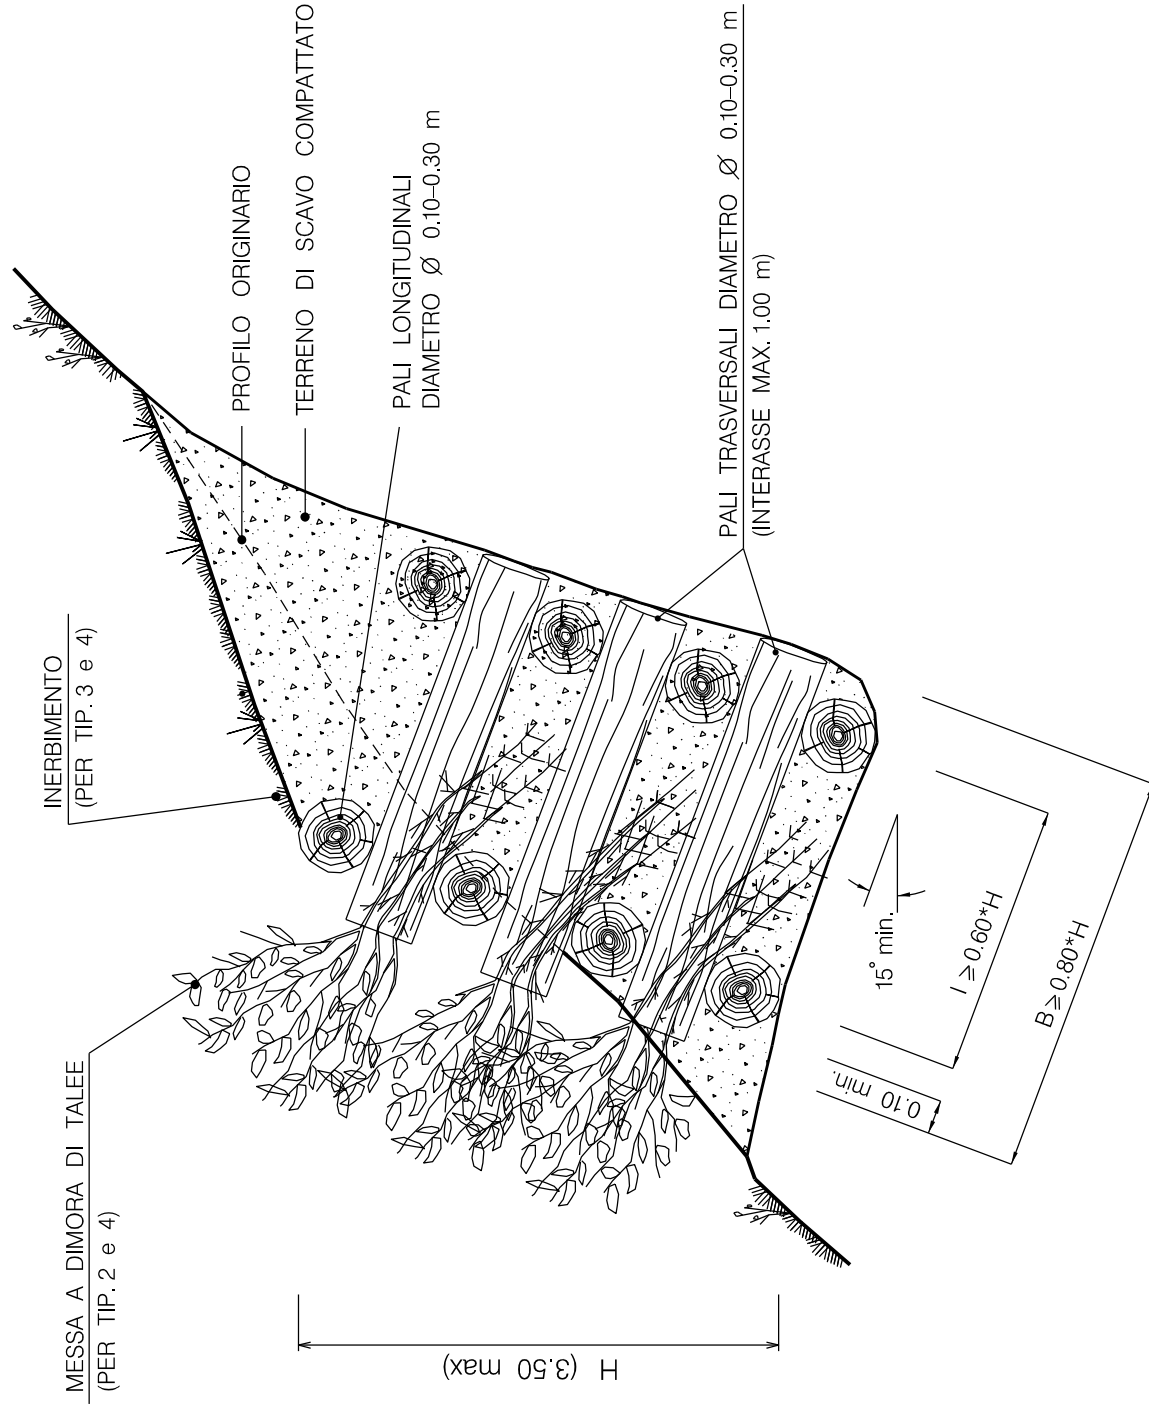 MESSA A DIMORA DI TALEE
(PER TIP. 2 e 4)
INERBIMENTO
(PER TIP. 3 e 4)
PROFILO ORIGINARIO
TERRENO DI SCAVO COMPATTATO
PALI LONGITUDINALI
DIAMETRO Ø 0.10–0.30 m
PALI TRASVERSALI DIAMETRO Ø 0.10–0.30 m
(INTERASSE MAX. 1.00 m)
H (3.50 max)
15° min.
0.10 min.
I ≥ 0.60*H
B ≥ 0.80*H